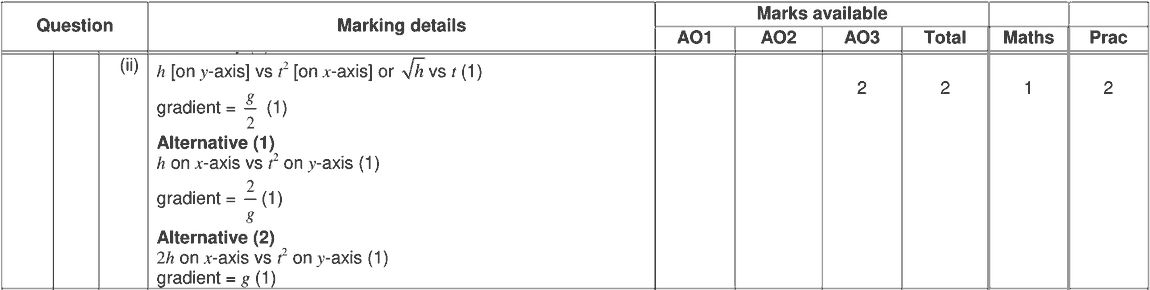 Question Marking details Marks available
AO1 AO2 AO3 Total Maths Prac
(ii) h [on y-axis] vs t² [on x-axis] or √h vs t (1)
2 2 1 2
gradient = g/2 (1)
Alternative (1)
h on x-axis vs t² on y-axis (1)
gradient = 2/g (1)
Alternative (2)
2h on x-axis vs t² on y-axis (1)
gradient = g (1)